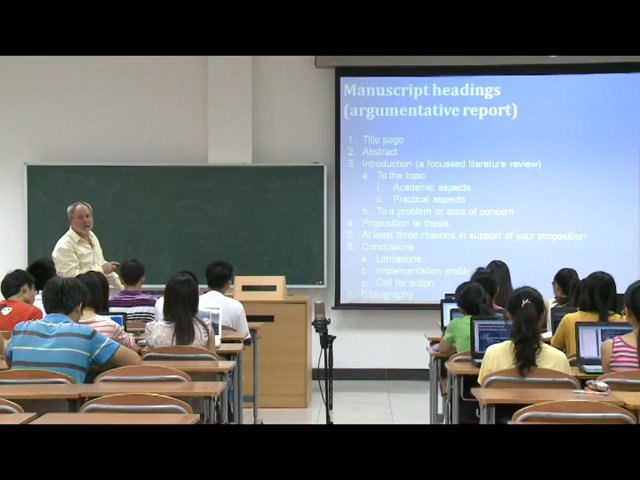 Manuscript headings
(argumentative report)
1. Title page
2. Abstract
3. Introduction (a focussed literature review)
a. To the topic
i. Academic aspects
ii. Practical aspects
b. To a problem or area of concern
4. Proposition or thesis
5. At least three reasons in support of your proposition
6. Conclusions
a. Limitations
b. Implementation
c. Call for action
7. Bibliography